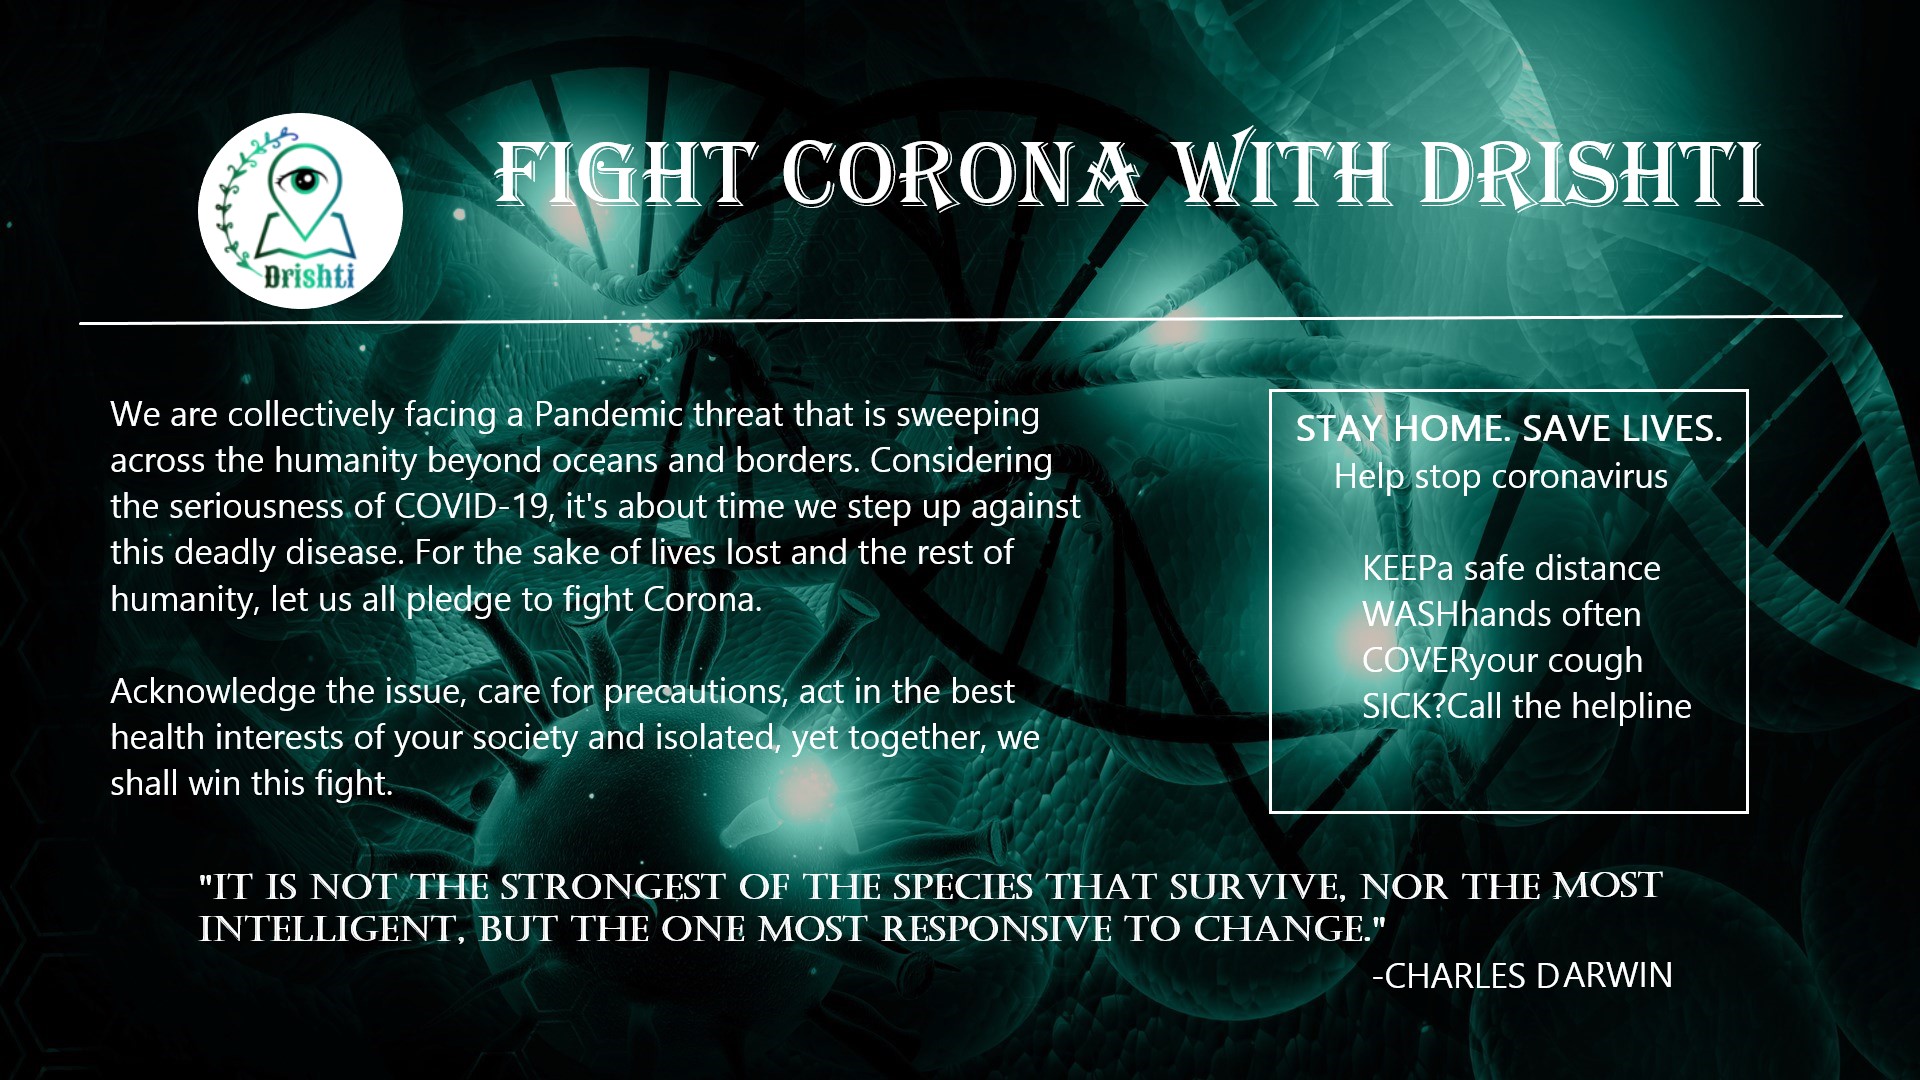 Drishti
FIGHT CORONA WITH DRISHTI
We are collectively facing a Pandemic threat that is sweeping
across the humanity beyond oceans and borders. Considering
the seriousness of COVID-19, it's about time we step up against
this deadly disease. For the sake of lives lost and the rest of
humanity, let us all pledge to fight Corona.
Acknowledge the issue, care for precautions, act in the best
health interests of your society and isolated, yet together, we
shall win this fight.
STAY HOME. SAVE LIVES.
Help stop coronavirus
KEEPa safe distance
WASHhands often
COVERyour cough
SICK?Call the helpline
"IT IS NOT THE STRONGEST OF THE SPECIES THAT SURVIVE, NOR THE MOST
INTELLIGENT, BUT THE ONE MOST RESPONSIVE TO CHANGE."
-CHARLES DARWIN